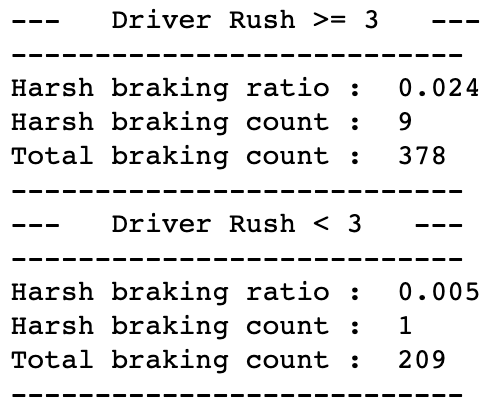 ---   Driver Rush >= 3   ---
---------------------------
Harsh braking ratio :  0.024
Harsh braking count :  9
Total braking count :  378
---------------------------
---   Driver Rush < 3   ---
---------------------------
Harsh braking ratio :  0.005
Harsh braking count :  1
Total braking count :  209
---------------------------